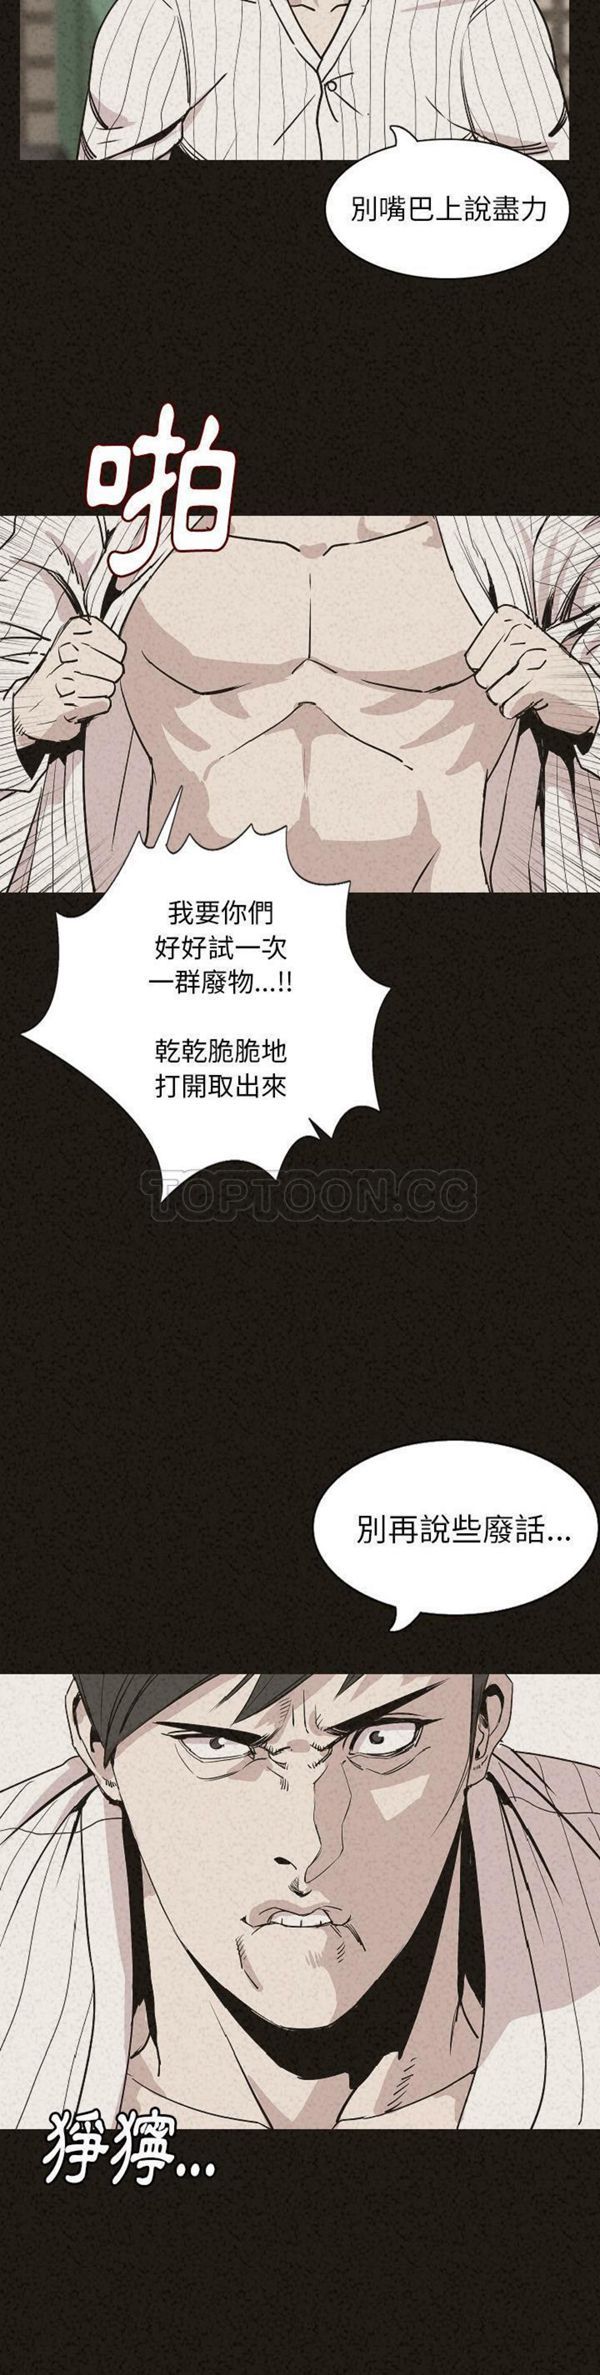 別嘴巴上說盡力
啪
我要你們
好好試一次
一群廢物...!!
乾乾脆脆地
打開取出來
TOPTOON.CC
別再說些廢話...
猙獰...